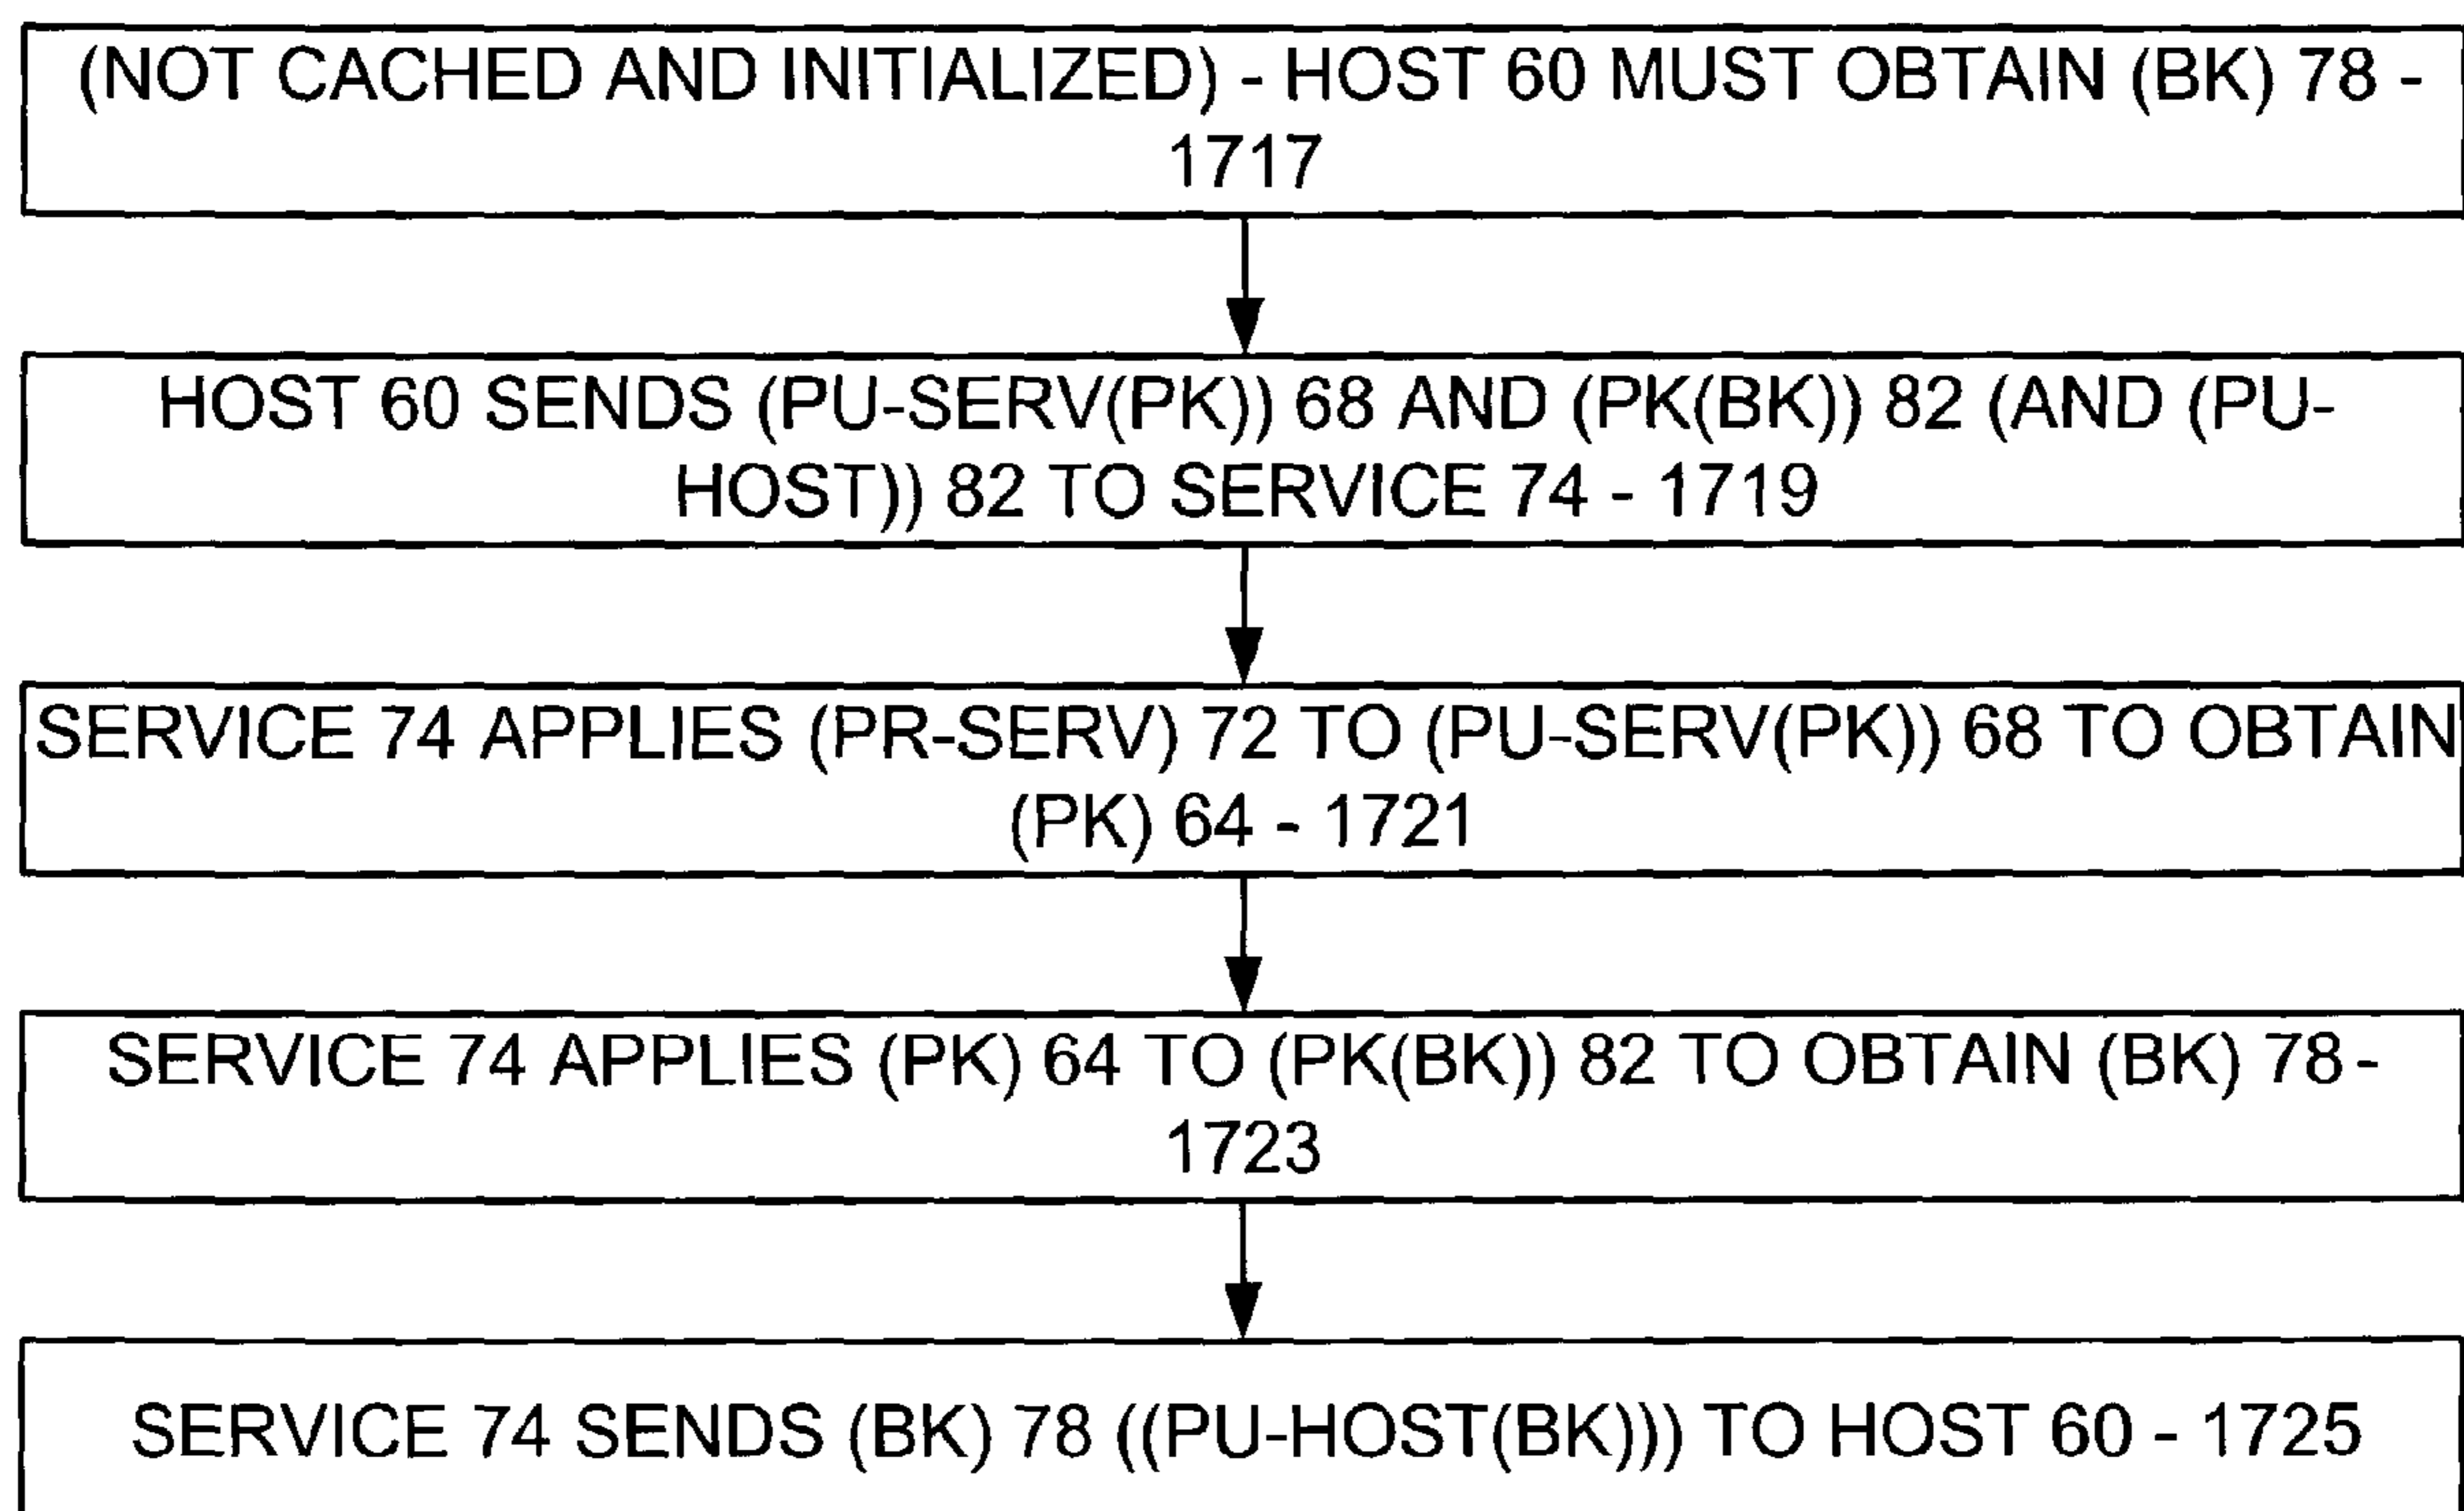 (NOT CACHED AND INITIALIZED) - HOST 60 MUST OBTAIN (BK) 78 -
1717
HOST 60 SENDS (PU-SERV(PK)) 68 AND (PK(BK)) 82 (AND (PU-
HOST)) 82 TO SERVICE 74 - 1719
SERVICE 74 APPLIES (PR-SERV) 72 TO (PU-SERV(PK)) 68 TO OBTAIN
(PK) 64 - 1721
SERVICE 74 APPLIES (PK) 64 TO (PK(BK)) 82 TO OBTAIN (BK) 78 -
1723
SERVICE 74 SENDS (BK) 78 ((PU-HOST(BK))) TO HOST 60 - 1725